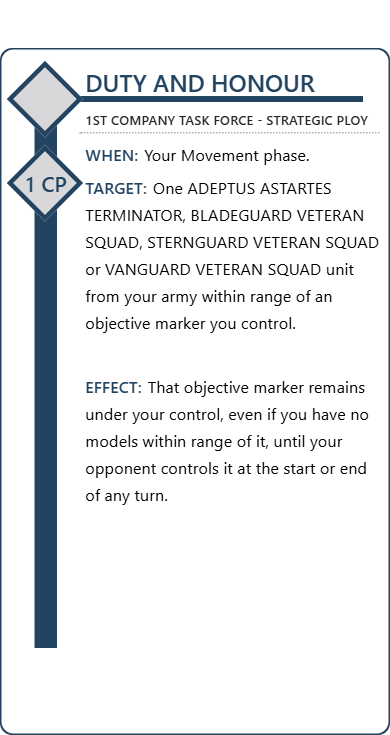 DUTY AND HONOUR
1ST COMPANY TASK FORCE - STRATEGIC PLOY
WHEN: Your Movement phase.
1 CP
TARGET: One ADEPTUS ASTARTES
TERMINATOR, BLADEGUARD VETERAN
SQUAD, STERNGUARD VETERAN SQUAD
or VANGUARD VETERAN SQUAD unit
from your army within range of an
objective marker you control.
EFFECT: That objective marker remains
under your control, even if you have no
models within range of it, until your
opponent controls it at the start or end
of any turn.